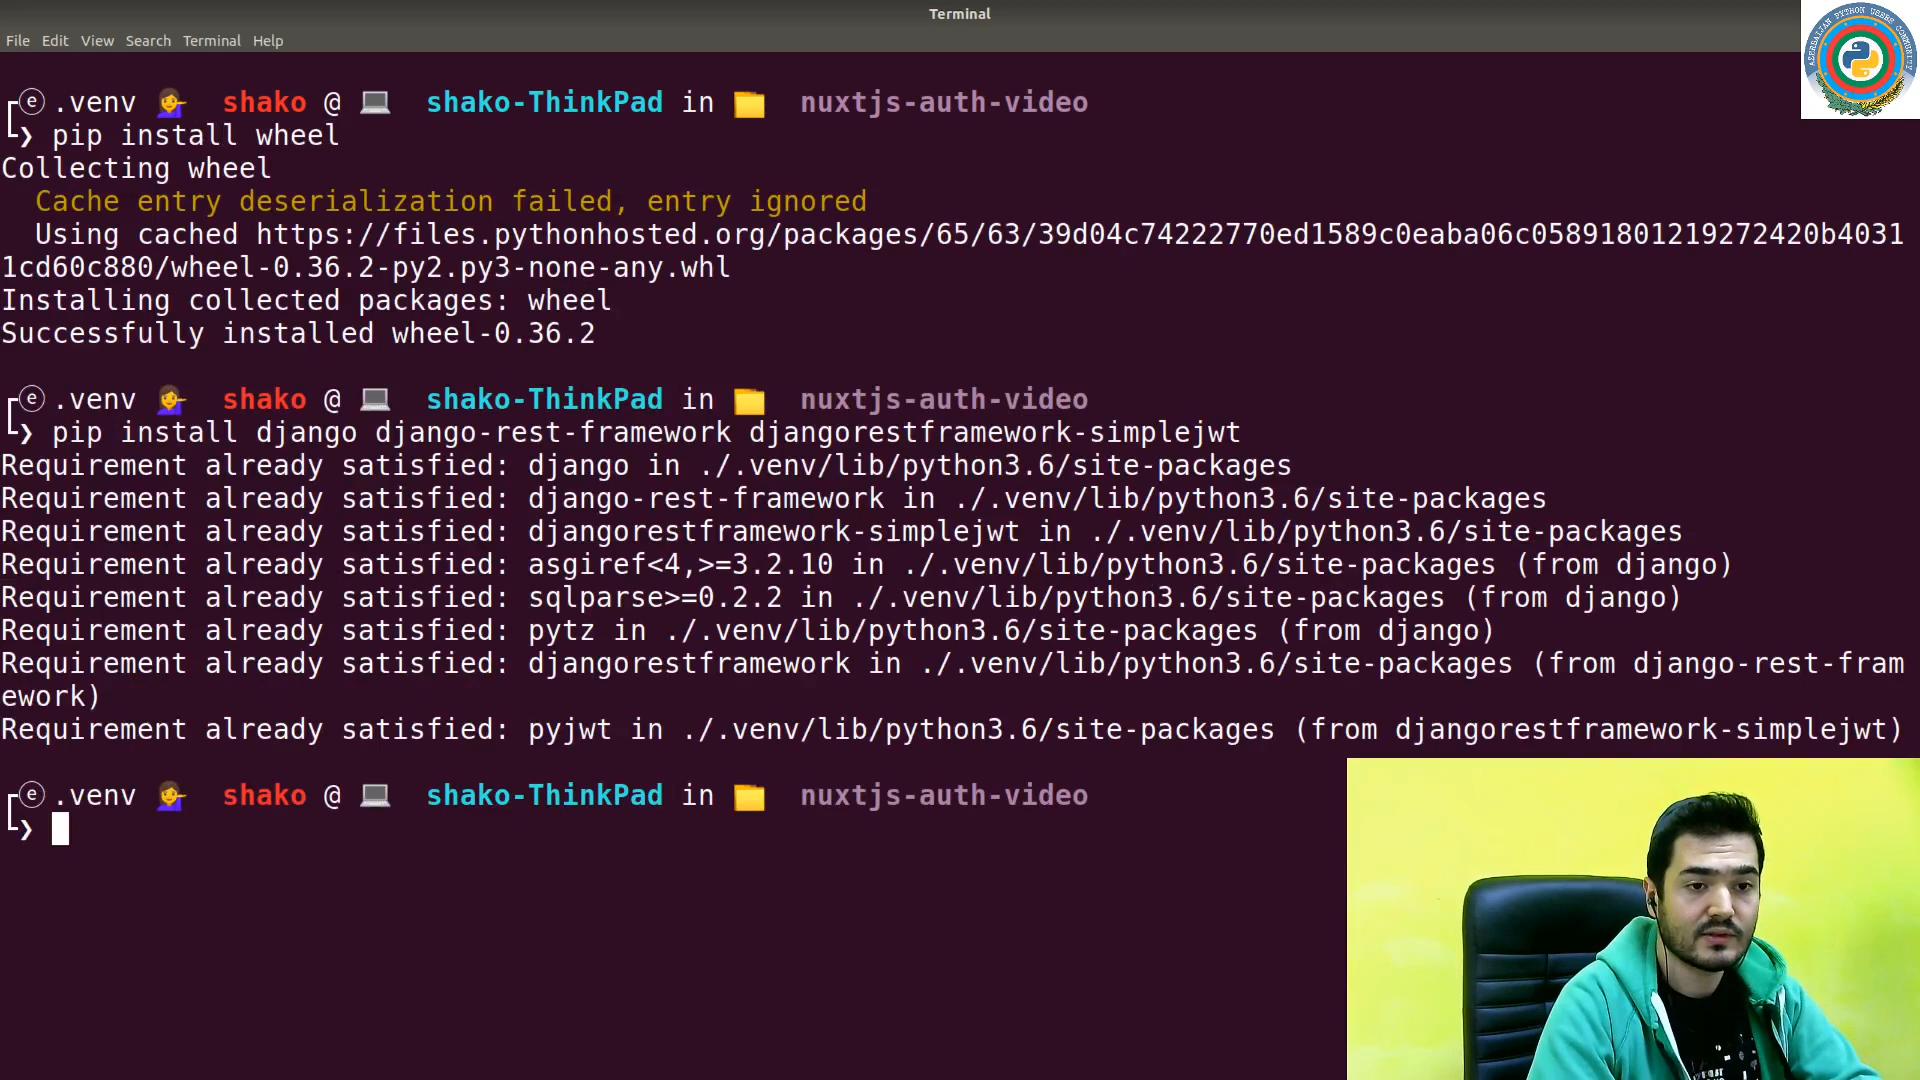 Terminal
File Edit View Search Terminal Help
AZERBAIJAN PYTHON USERS COMMUNITY
e .venv shako @ shako-ThinkPad in nuxtjs-auth-video
❯ pip install wheel
Collecting wheel
Cache entry deserialization failed, entry ignored
Using cached https://files.pythonhosted.org/packages/65/63/39d04c74222770ed1589c0eaba06c05891801219272420b4031
1cd60c880/wheel-0.36.2-py2.py3-none-any.whl
Installing collected packages: wheel
Successfully installed wheel-0.36.2
e .venv shako @ shako-ThinkPad in nuxtjs-auth-video
❯ pip install django django-rest-framework djangorestframework-simplejwt
Requirement already satisfied: django in ./.venv/lib/python3.6/site-packages
Requirement already satisfied: django-rest-framework in ./.venv/lib/python3.6/site-packages
Requirement already satisfied: djangorestframework-simplejwt in ./.venv/lib/python3.6/site-packages
Requirement already satisfied: asgiref<4,>=3.2.10 in ./.venv/lib/python3.6/site-packages (from django)
Requirement already satisfied: sqlparse>=0.2.2 in ./.venv/lib/python3.6/site-packages (from django)
Requirement already satisfied: pytz in ./.venv/lib/python3.6/site-packages (from django)
Requirement already satisfied: djangorestframework in ./.venv/lib/python3.6/site-packages (from django-rest-fram
ework)
Requirement already satisfied: pyjwt in ./.venv/lib/python3.6/site-packages (from djangorestframework-simplejwt)
e .venv shako @ shako-ThinkPad in nuxtjs-auth-video
❯